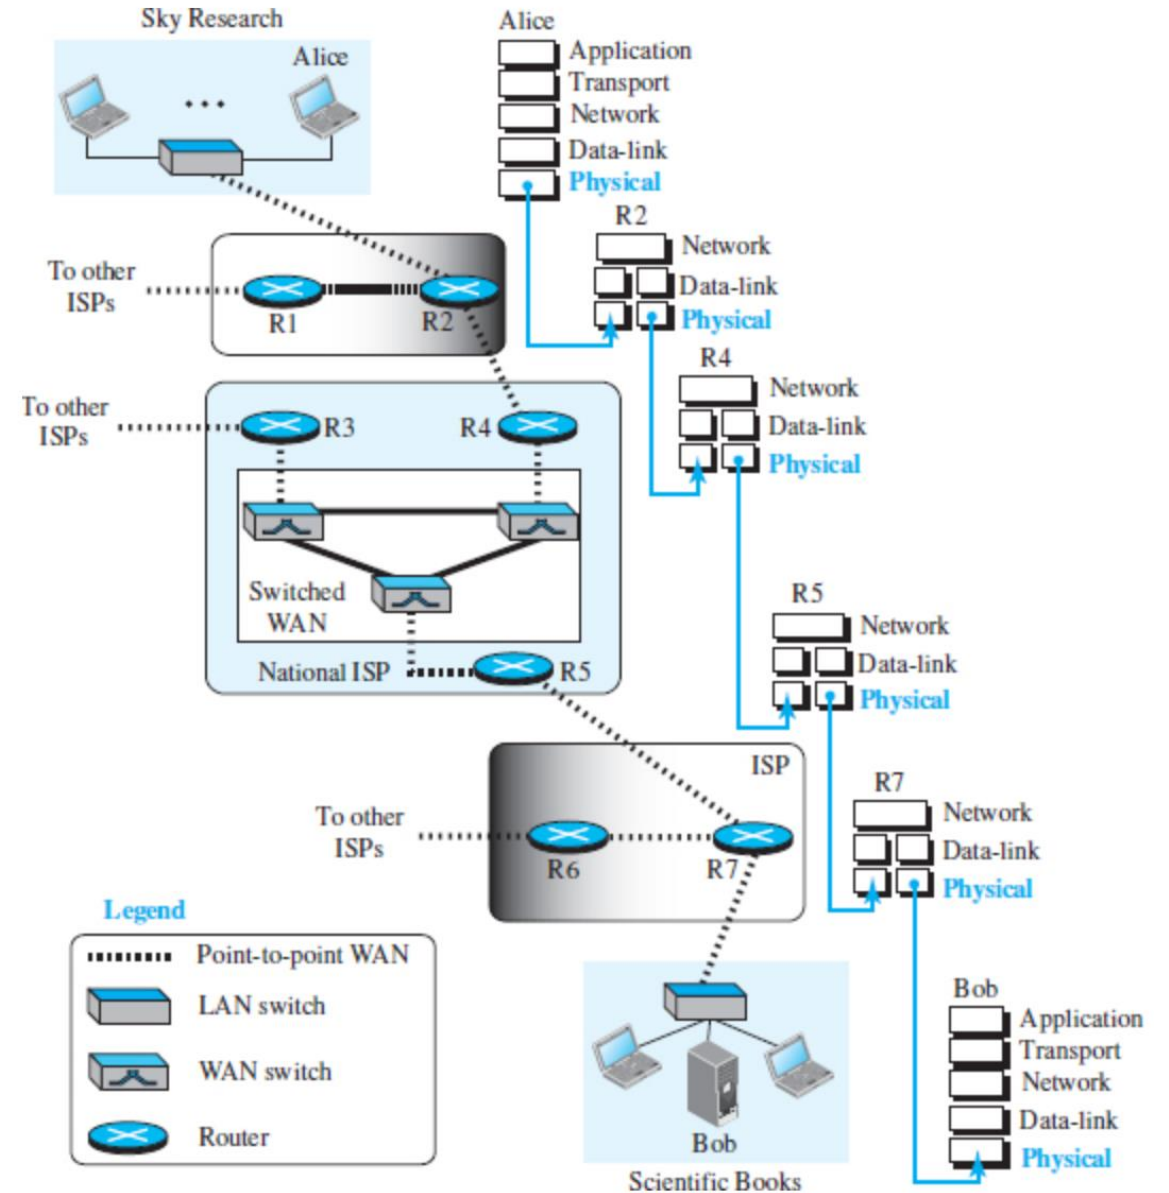 Sky Research
Alice
Alice
Application
Transport
Network
Data-link
Physical
R2
Network
Data-link
Physical
To other
ISPs
R1
R2
R4
Network
Data-link
Physical
To other
ISPs
R3
R4
Switched
WAN
National ISP
R5
R5
Network
Data-link
Physical
ISP
To other
ISPs
R6
R7
R7
Network
Data-link
Physical
Legend
Point-to-point WAN
LAN switch
WAN switch
Router
Bob
Scientific Books
Bob
Application
Transport
Network
Data-link
Physical